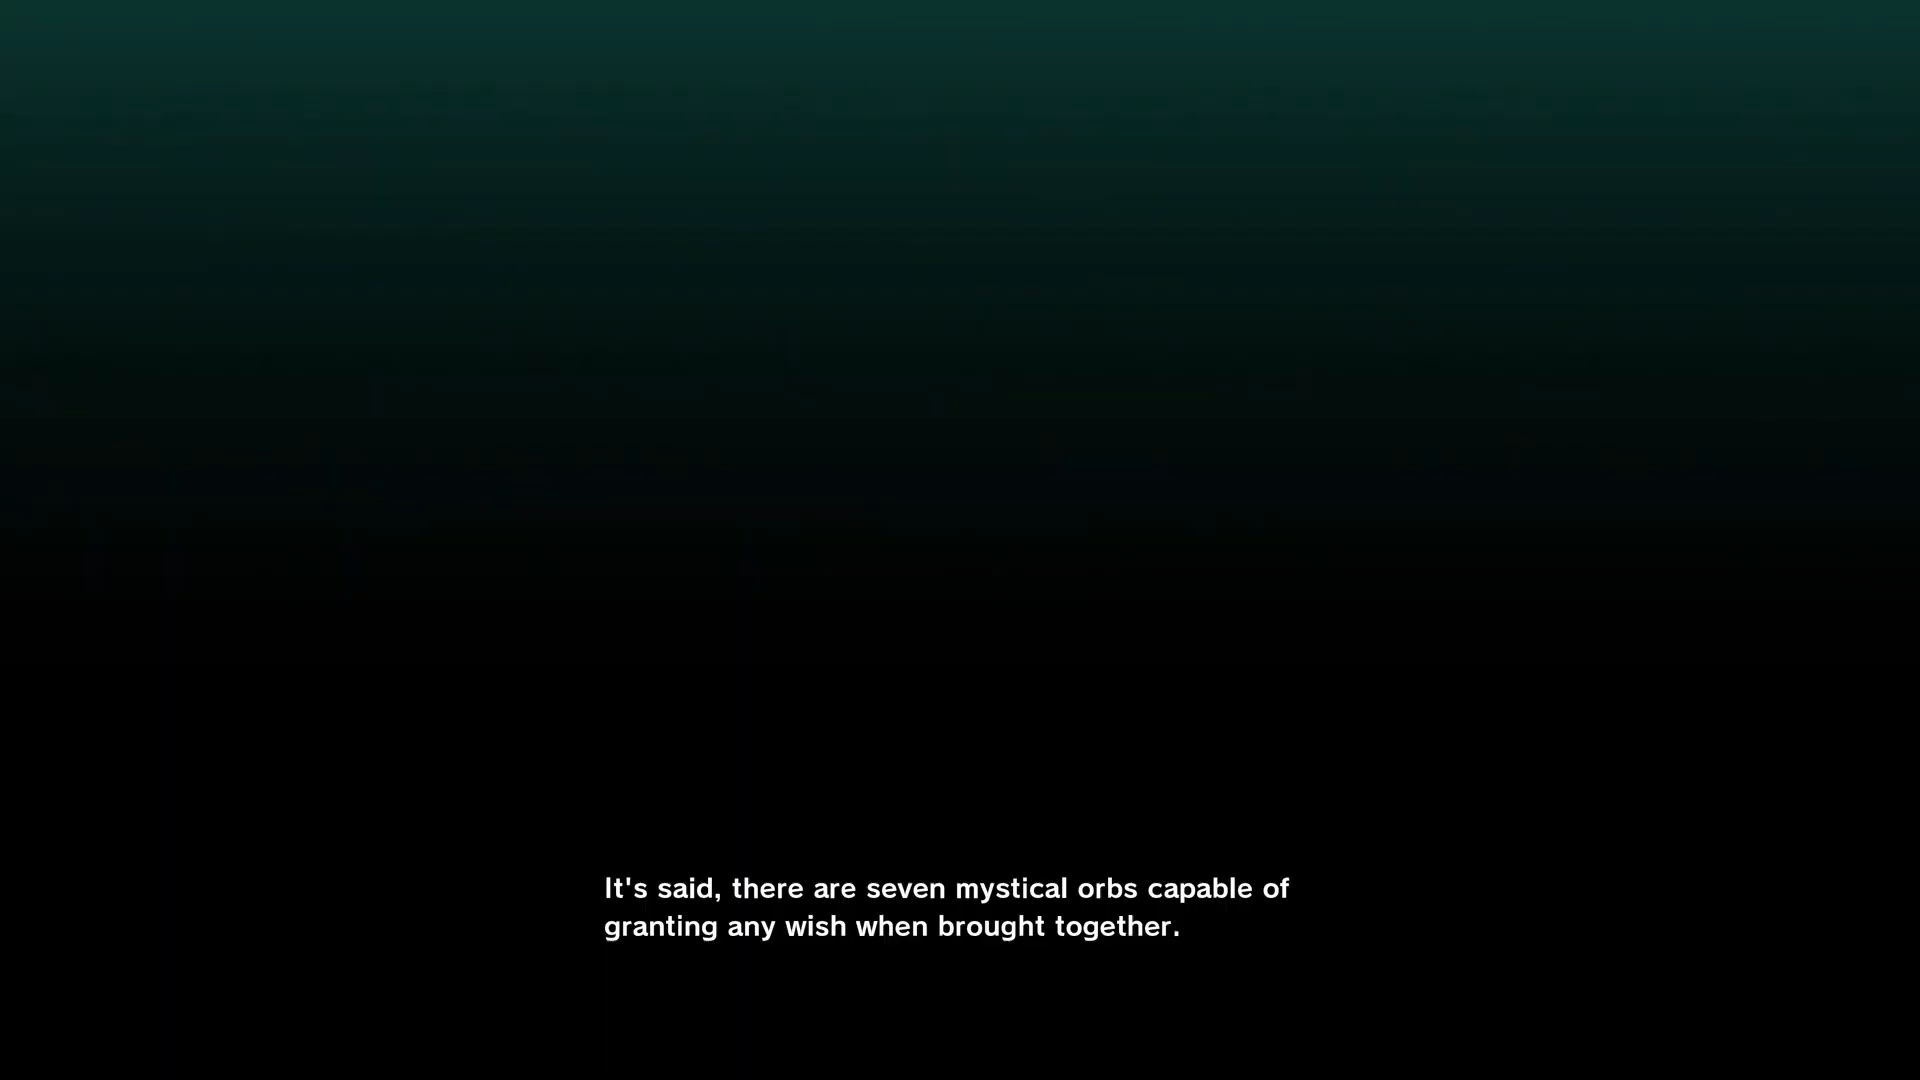 It's said, there are seven mystical orbs capable of
granting any wish when brought together.